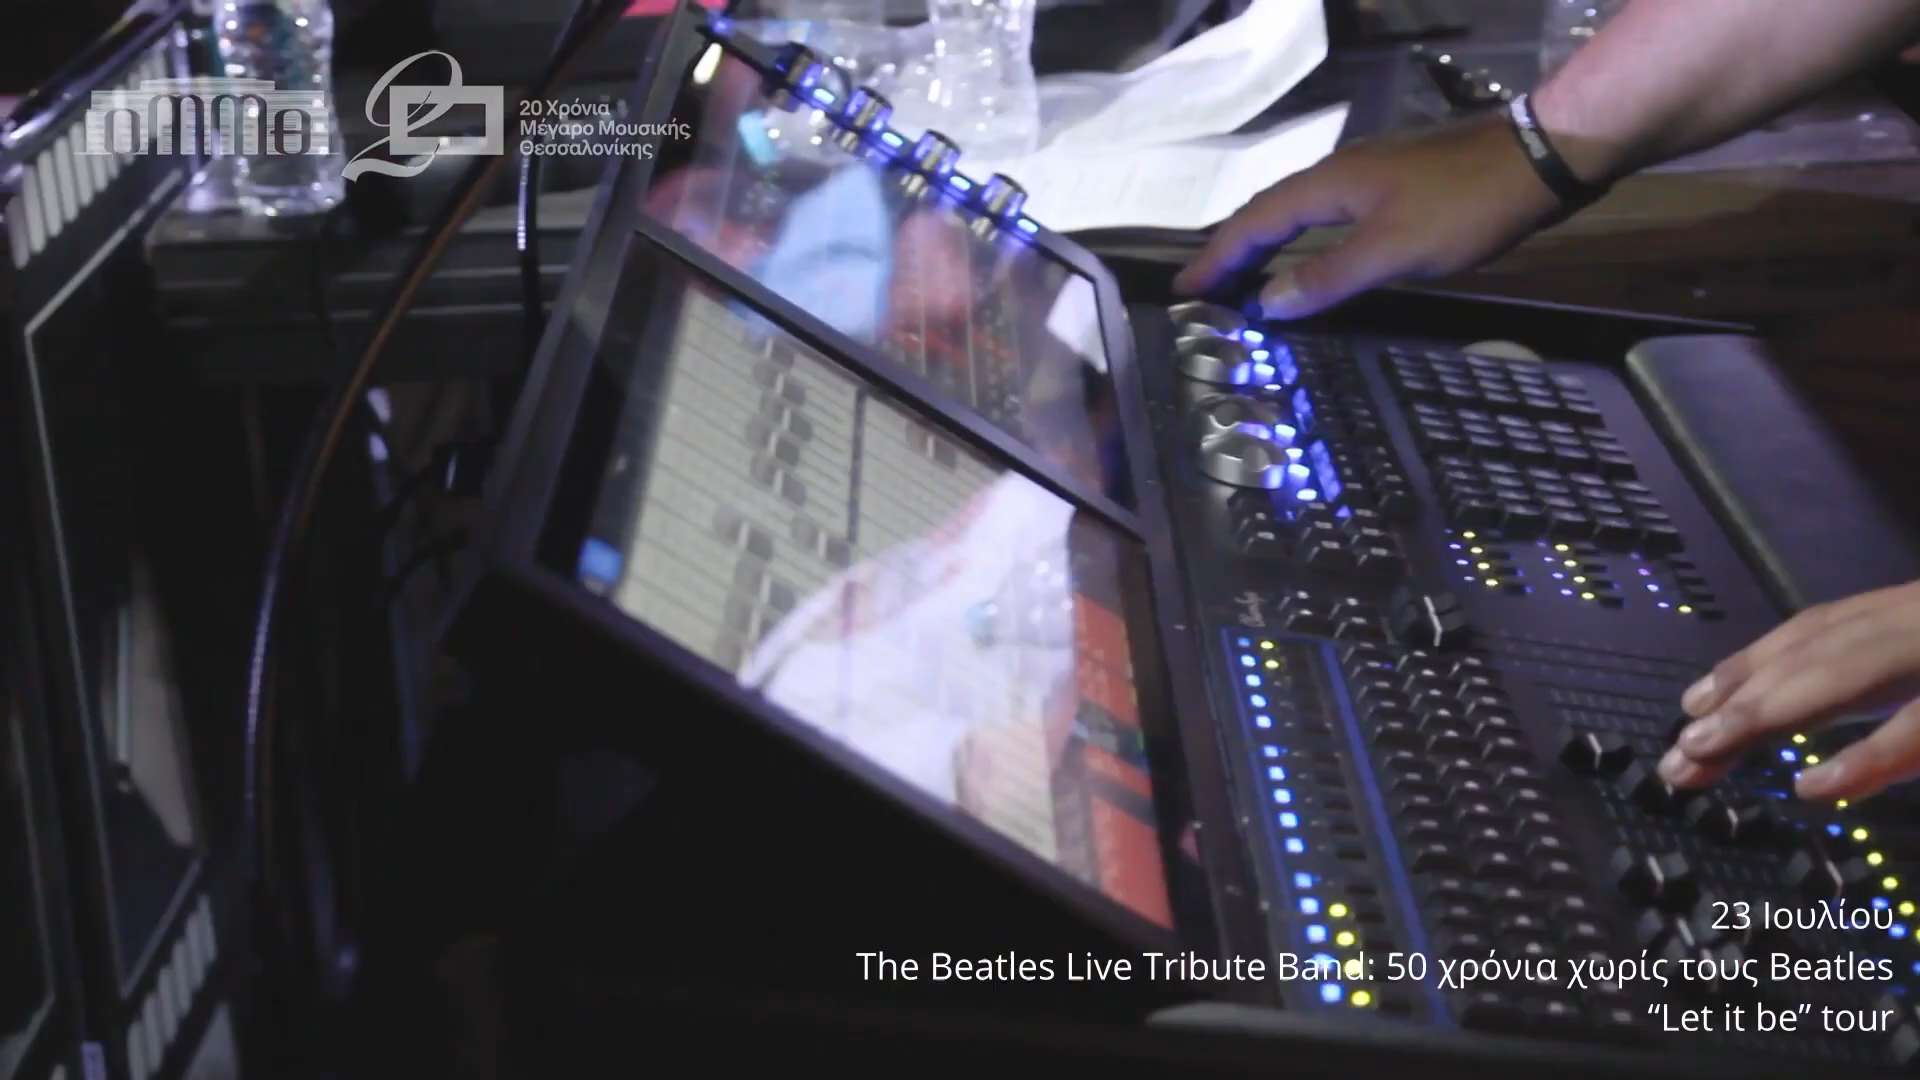 ΟΜΜΘ
20 Χρόνια
Μέγαρο Μουσικής
Θεσσαλονίκης
23 Ιουλίου
The Beatles Live Tribute Band: 50 χρόνια χωρίς τους Beatles
“Let it be” tour